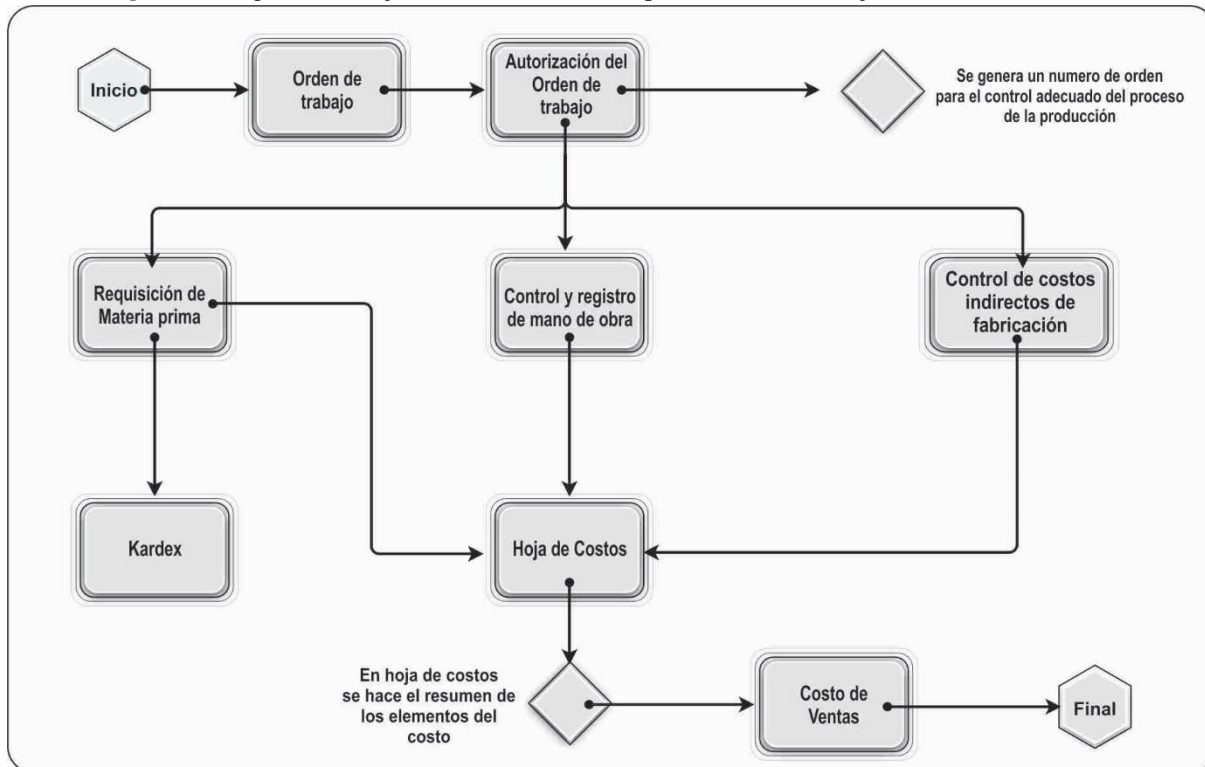 Inicio
Orden de
trabajo
Autorización del
Orden de
trabajo
Se genera un numero de orden
para el control adecuado del proceso
de la producción
Requisición de
Materia prima
Control y registro
de mano de obra
Control de costos
indirectos de
fabricación
Kardex
Hoja de Costos
En hoja de costos
se hace el resumen de
los elementos del
costo
Costo de
Ventas
Final